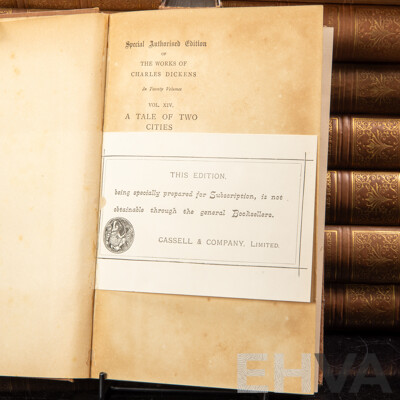 Special Authorised Edition
OF
THE WORKS OF
CHARLES DICKENS
In Twenty Volumes
VOL. XIV.
A TALE OF TWO
CITIES
THIS EDITION.
being specially prepared for Subscription, is not
obtainable through the general Booksellers.
CASSELL & COMPANY, LIMITED.
EHVA